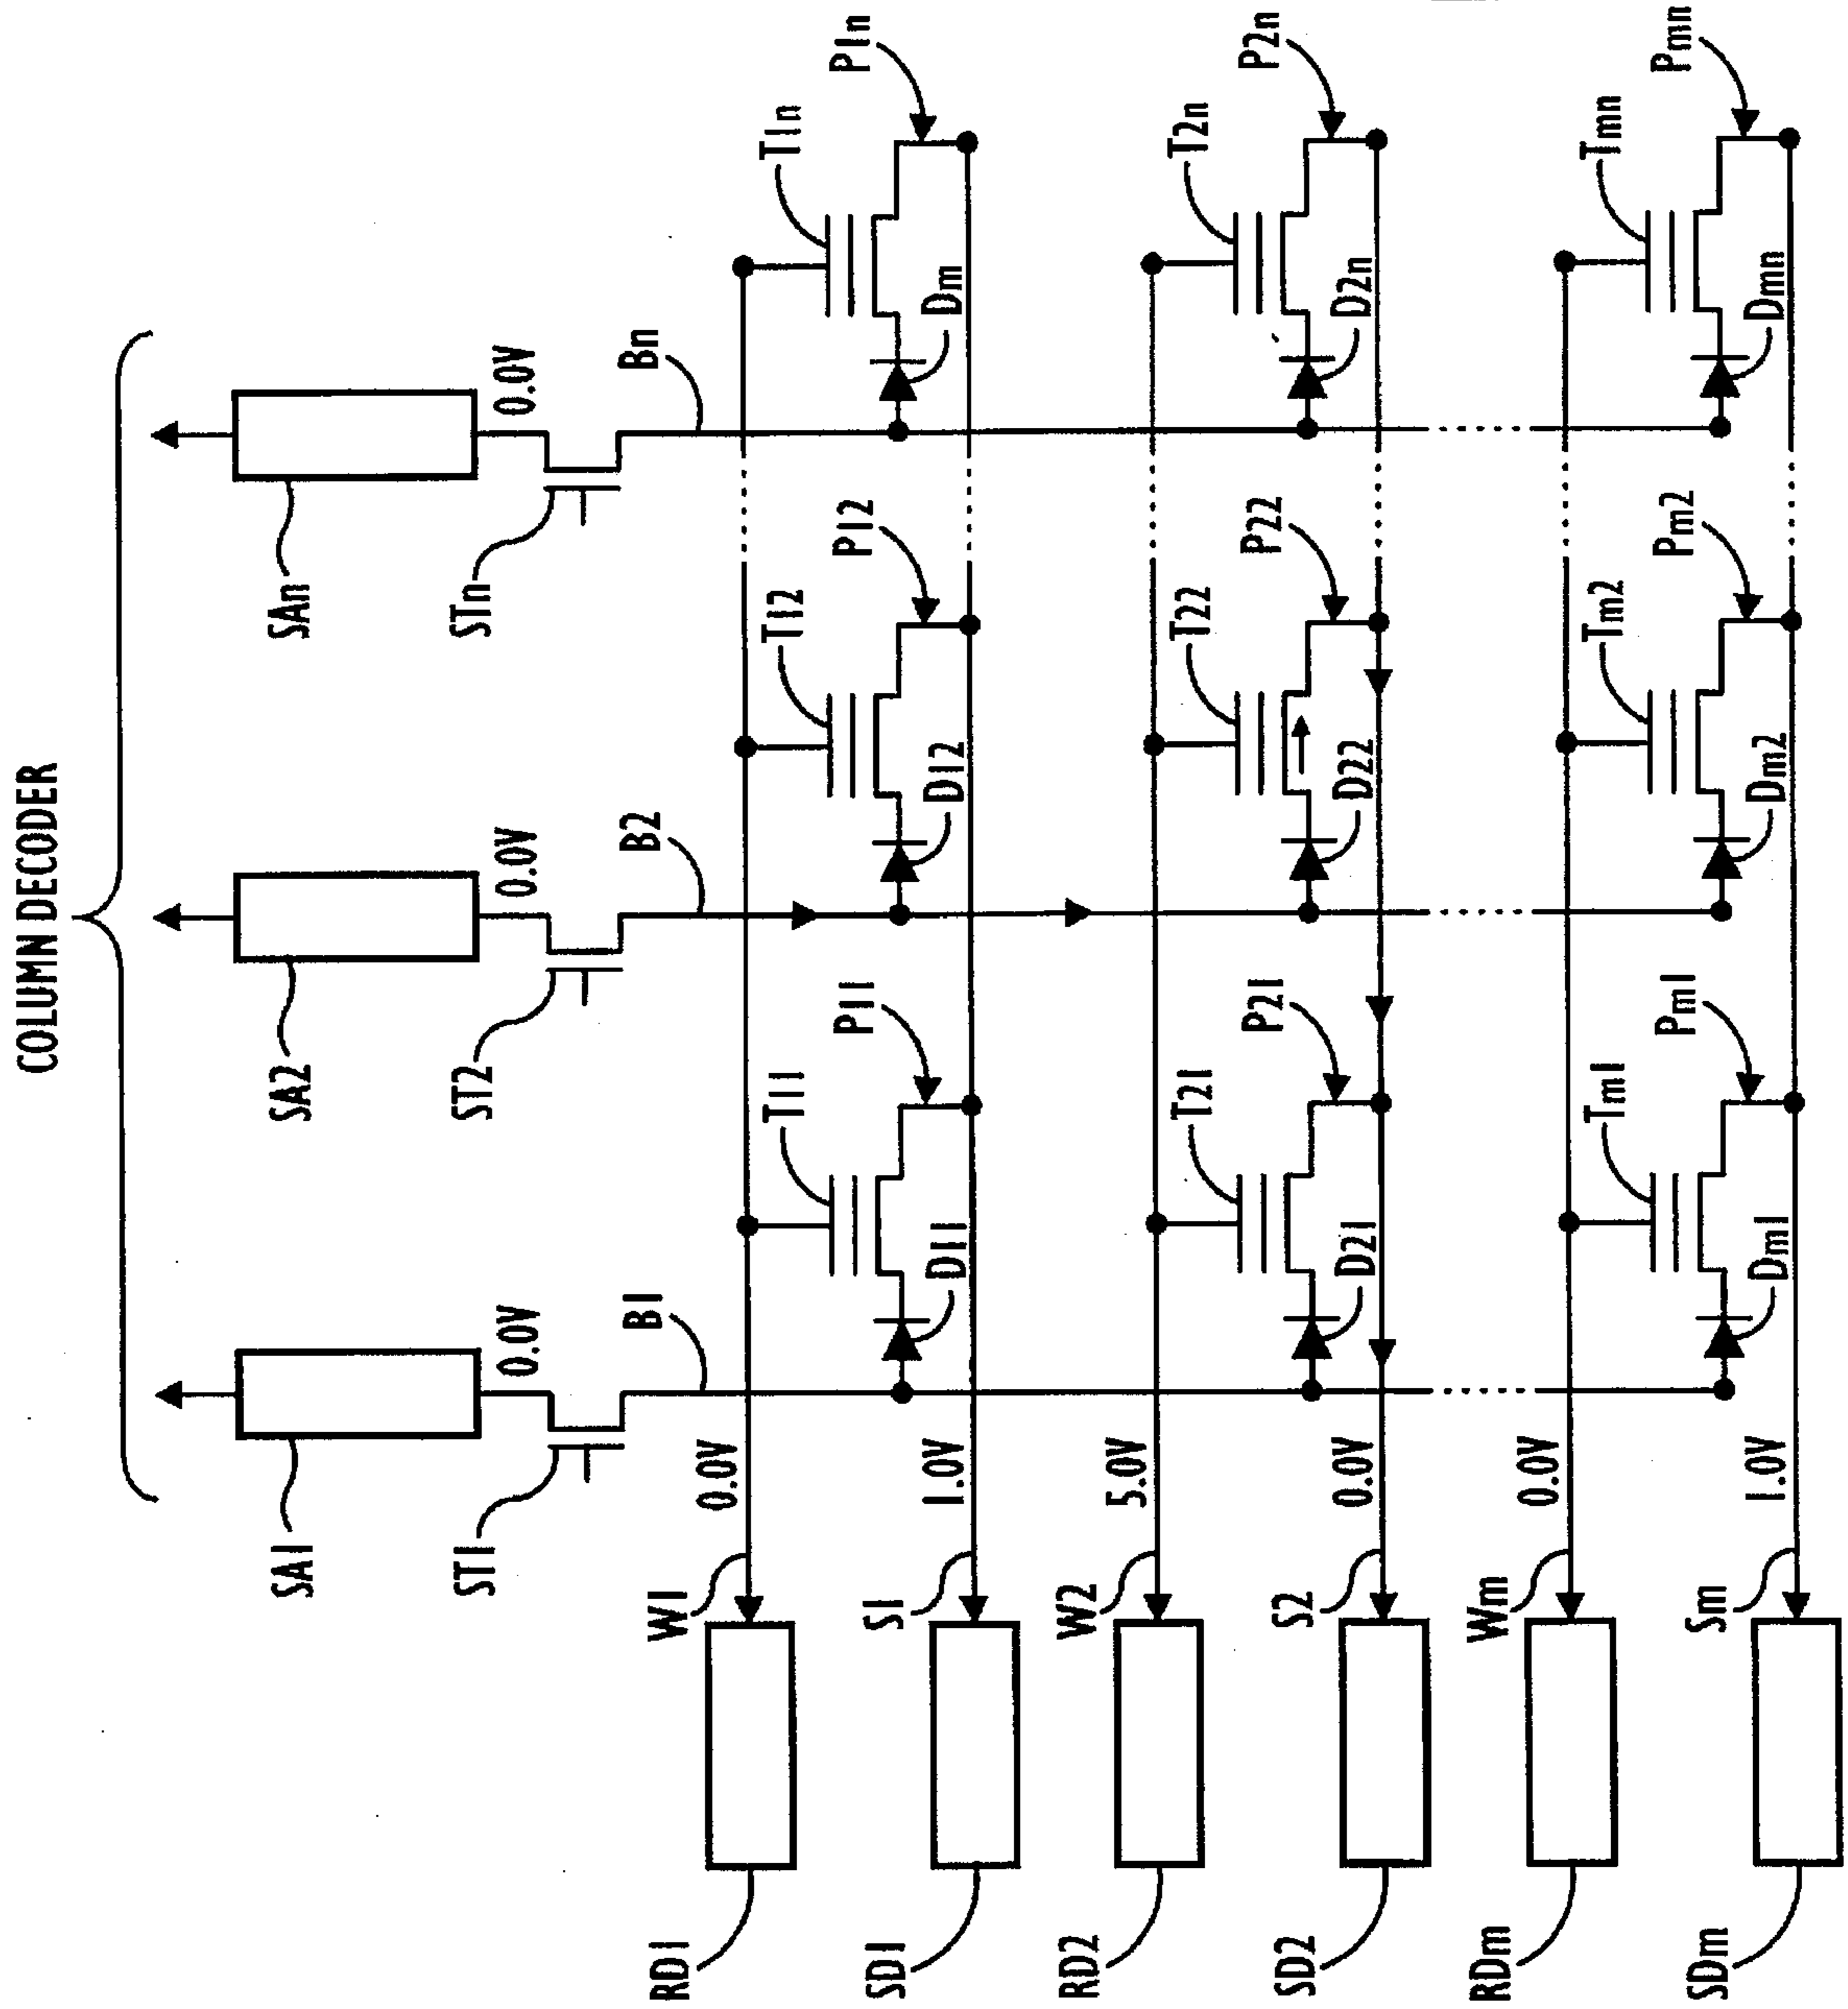 COLUMN DECODER
SA1
SA2
SAn
ST1
0.0V
ST2
0.0V
STn
0.0V
B1
B2
Bn
RD1
W1
0.0V
T11
P11
T12
P12
T1n
P1n
SD1
S1
1.0V
D11
D12
Dm
RD2
W2
5.0V
T21
P21
T22
P22
T2n
P2n
SD2
S2
0.0V
D21
D22
D2n
RDm
Wm
0.0V
Tm1
Pm1
Tm2
Pm2
Tmn
Pmn
SDm
Sm
1.0V
Dm1
Dm2
Dmn